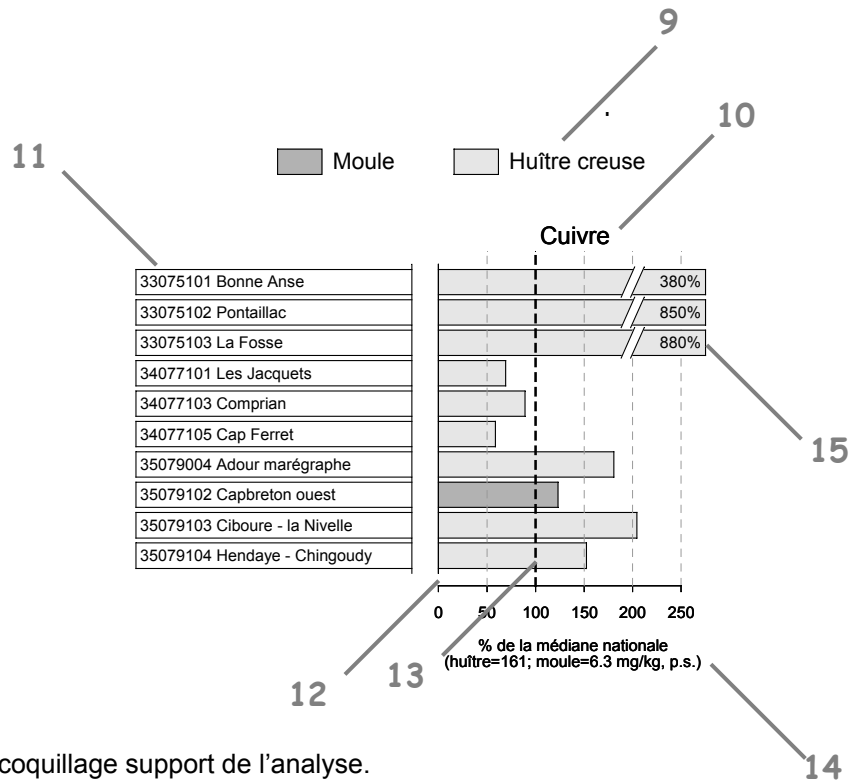 9
10
11
Moule
Huître creuse
Cuivre
33075101 Bonne Anse
380%
33075102 Pontaillac
850%
33075103 La Fosse
880%
34077101 Les Jacquets
34077103 Comprian
34077105 Cap Ferret
15
35079004 Adour marégraphe
35079102 Capbreton ouest
35079103 Ciboure - la Nivelle
35079104 Hendaye - Chingoudy
0 50 100 150 200 250
% de la médiane nationale
(huître=161; moule=6.3 mg/kg, p.s.)
12
13
coquillage support de l’analyse.
14